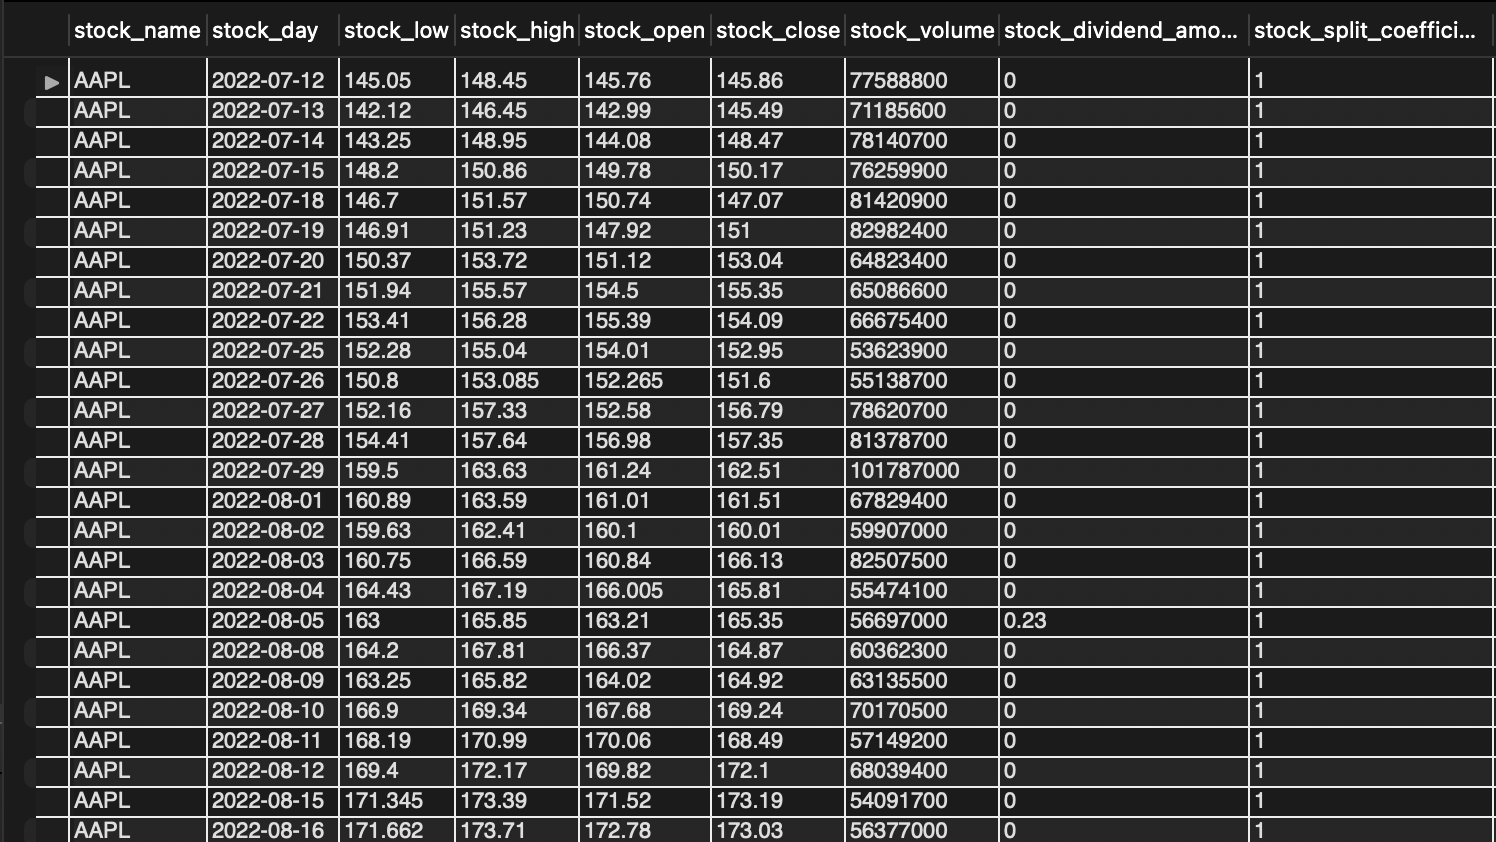 stock_name stock_day stock_low stock_high stock_open stock_close stock_volume stock_dividend_amo... stock_split_coeffici...
AAPL 2022-07-12 145.05 148.45 145.76 145.86 77588800 0 1
AAPL 2022-07-13 142.12 146.45 142.99 145.49 71185600 0 1
AAPL 2022-07-14 143.25 148.95 144.08 148.47 78140700 0 1
AAPL 2022-07-15 148.2 150.86 149.78 150.17 76259900 0 1
AAPL 2022-07-18 146.7 151.57 150.74 147.07 81420900 0 1
AAPL 2022-07-19 146.91 151.23 147.92 151 82982400 0 1
AAPL 2022-07-20 150.37 153.72 151.12 153.04 64823400 0 1
AAPL 2022-07-21 151.94 155.57 154.5 155.35 65086600 0 1
AAPL 2022-07-22 153.41 156.28 155.39 154.09 66675400 0 1
AAPL 2022-07-25 152.28 155.04 154.01 152.95 53623900 0 1
AAPL 2022-07-26 150.8 153.085 152.265 151.6 55138700 0 1
AAPL 2022-07-27 152.16 157.33 152.58 156.79 78620700 0 1
AAPL 2022-07-28 154.41 157.64 156.98 157.35 81378700 0 1
AAPL 2022-07-29 159.5 163.63 161.24 162.51 101787000 0 1
AAPL 2022-08-01 160.89 163.59 161.01 161.51 67829400 0 1
AAPL 2022-08-02 159.63 162.41 160.1 160.01 59907000 0 1
AAPL 2022-08-03 160.75 166.59 160.84 166.13 82507500 0 1
AAPL 2022-08-04 164.43 167.19 166.005 165.81 55474100 0 1
AAPL 2022-08-05 163 165.85 163.21 165.35 56697000 0.23 1
AAPL 2022-08-08 164.2 167.81 166.37 164.87 60362300 0 1
AAPL 2022-08-09 163.25 165.82 164.02 164.92 63135500 0 1
AAPL 2022-08-10 166.9 169.34 167.68 169.24 70170500 0 1
AAPL 2022-08-11 168.19 170.99 170.06 168.49 57149200 0 1
AAPL 2022-08-12 169.4 172.17 169.82 172.1 68039400 0 1
AAPL 2022-08-15 171.345 173.39 171.52 173.19 54091700 0 1
AAPL 2022-08-16 171.662 173.71 172.78 173.03 56377000 0 1